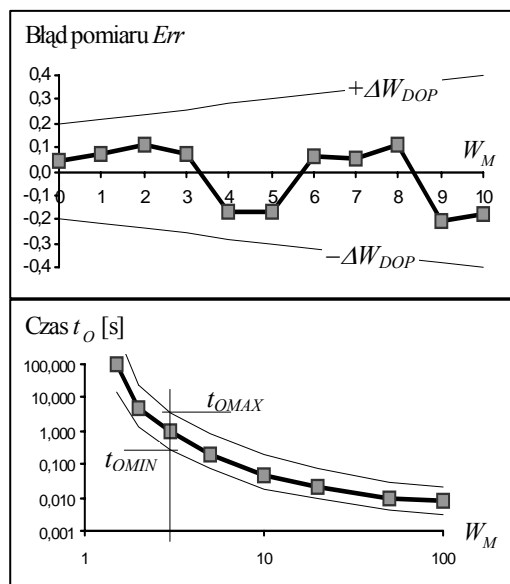 Błąd pomiaru Err
0,4
0,3
0,2
0,1
0,0
-0,1
-0,2
-0,3
-0,4
+ΔW_DOP
W_M
0 1 2 3 4 5 6 7 8 9 10
−ΔW_DOP
Czas t_O [s]
100,000
10,000
1,000
0,100
0,010
0,001
t_OMAX
t_OMIN
1 10 100
W_M